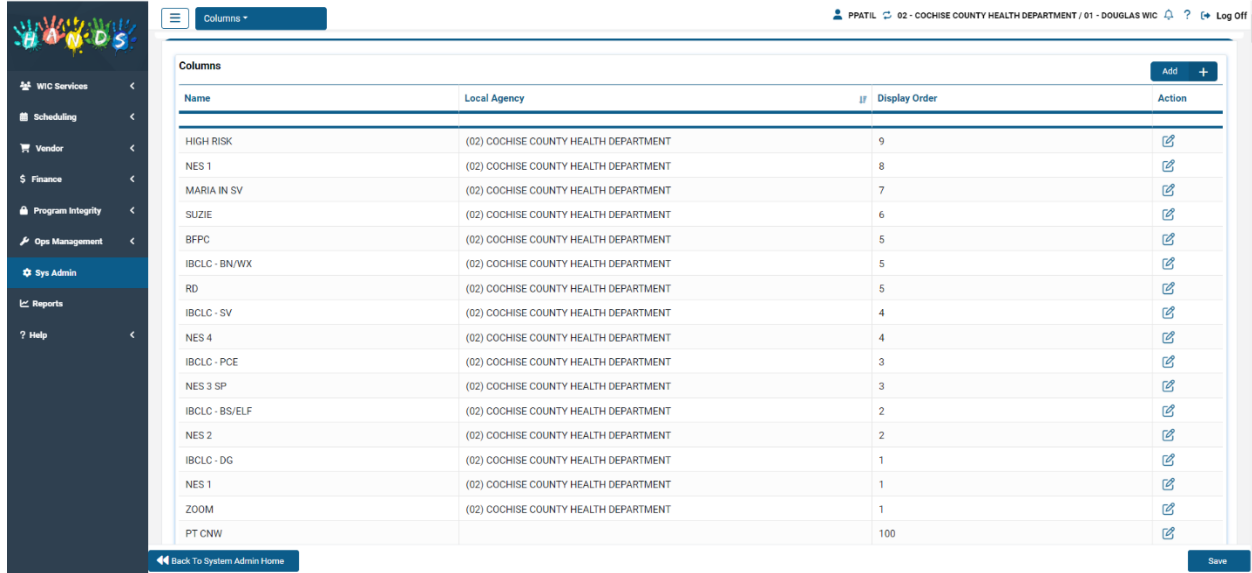 HANDS
Columns
PPATIL 02 - COCHISE COUNTY HEALTH DEPARTMENT / 01 - DOUGLAS WIC ? Log Off
WIC Services
Scheduling
Vendor
$ Finance
Program Integrity
Ops Management
Sys Admin
Reports
? Help
Columns
Add +
Name Local Agency Display Order Action
HIGH RISK (02) COCHISE COUNTY HEALTH DEPARTMENT 9
NES 1 (02) COCHISE COUNTY HEALTH DEPARTMENT 8
MARIA IN SV (02) COCHISE COUNTY HEALTH DEPARTMENT 7
SUZIE (02) COCHISE COUNTY HEALTH DEPARTMENT 6
BFPC (02) COCHISE COUNTY HEALTH DEPARTMENT 5
IBCLC - BN/WX (02) COCHISE COUNTY HEALTH DEPARTMENT 5
RD (02) COCHISE COUNTY HEALTH DEPARTMENT 5
IBCLC - SV (02) COCHISE COUNTY HEALTH DEPARTMENT 4
NES 4 (02) COCHISE COUNTY HEALTH DEPARTMENT 4
IBCLC - PCE (02) COCHISE COUNTY HEALTH DEPARTMENT 3
NES 3 SP (02) COCHISE COUNTY HEALTH DEPARTMENT 3
IBCLC - BS/ELF (02) COCHISE COUNTY HEALTH DEPARTMENT 2
NES 2 (02) COCHISE COUNTY HEALTH DEPARTMENT 2
IBCLC - DG (02) COCHISE COUNTY HEALTH DEPARTMENT 1
NES 1 (02) COCHISE COUNTY HEALTH DEPARTMENT 1
ZOOM (02) COCHISE COUNTY HEALTH DEPARTMENT 1
PT CNW 100
Back To System Admin Home
Save